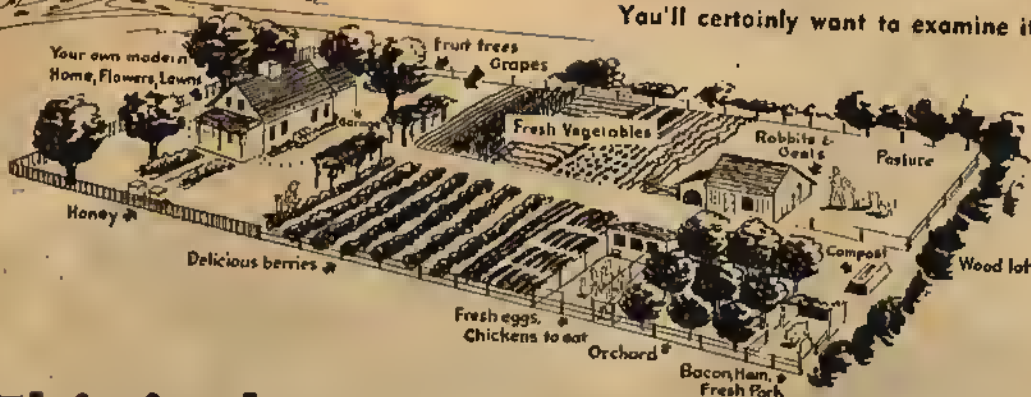 You'll certainly want to examine it
Your own modern
Home, Flowers, Lawns
Fruit trees
Grapes
Garage
Fresh Vegetables
Rabbits &
Goats
Pasture
Honey
Delicious berries
Compost
Wood lot
Fresh eggs,
Chickens to eat
Orchard
Bacon, Ham,
Fresh Pork